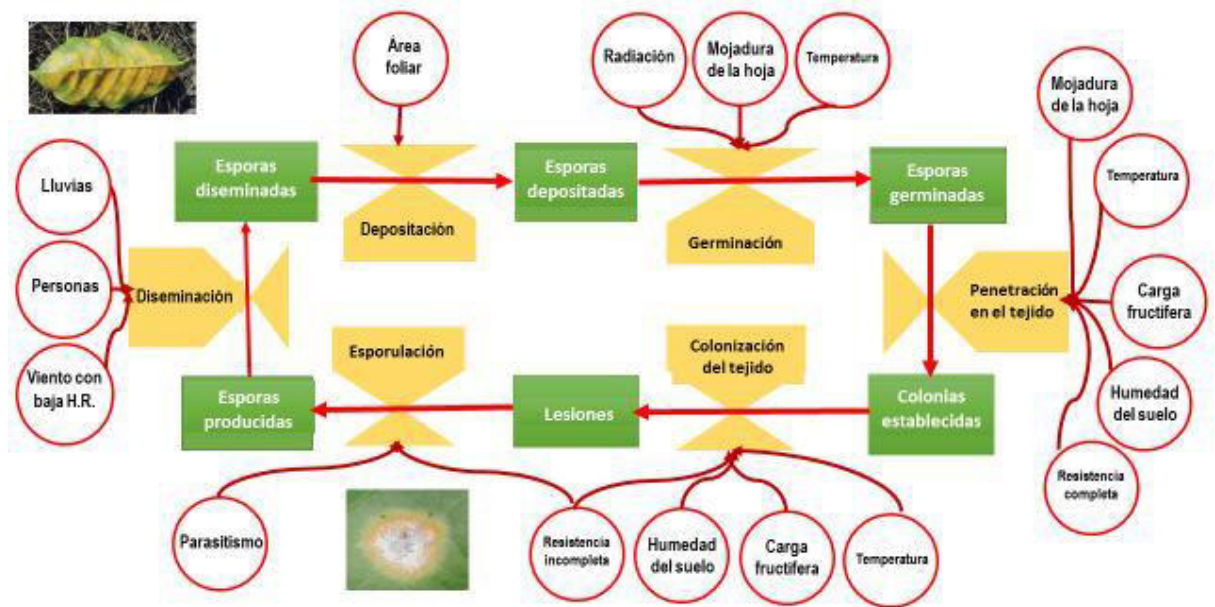 Área
foliar
Radiación
Mojadura
de la hoja
Temperatura
Mojadura
de la hoja
Lluvias
Esporas
diseminadas
Esporas
depositadas
Esporas
germinadas
Temperatura
Depositación
Germinación
Personas
Diseminación
Penetración
en el tejido
Carga
fructifera
Esporulación
Colonización
del tejido
Viento con
baja H.R.
Esporas
producidas
Lesiones
Colonias
establecidas
Humedad
del suelo
Resistencia
completa
Parasitismo
Resistencia
incompleta
Humedad
del suelo
Carga
fructifera
Temperatura